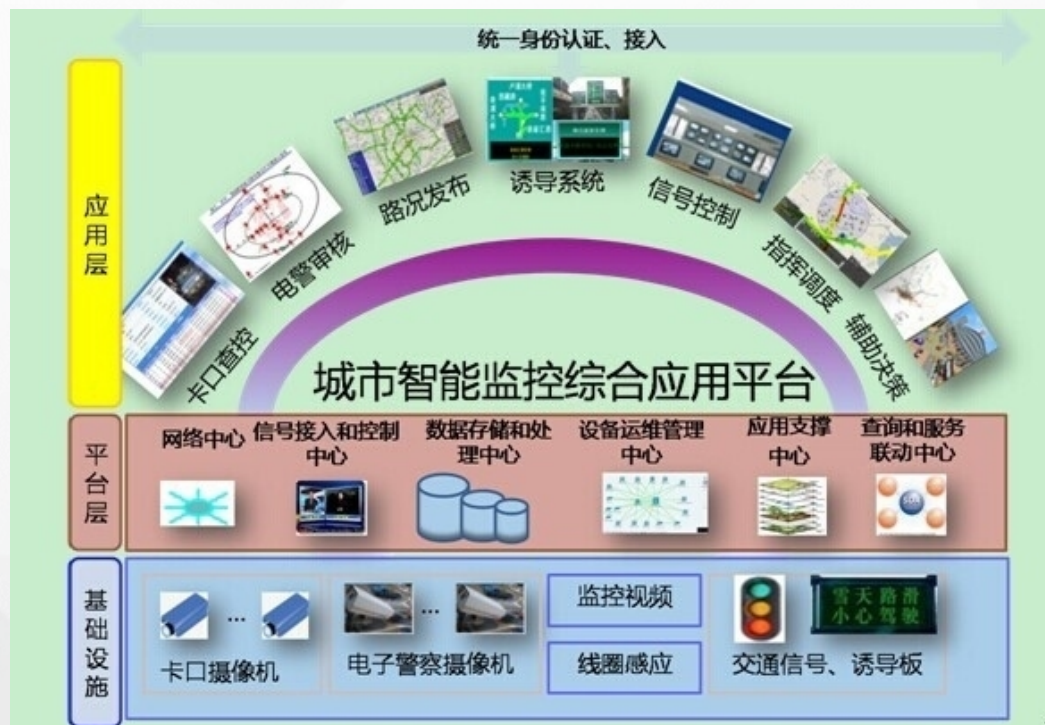 统一身份认证、接入
应用层
卡口查控
电警审核
路况发布
诱导系统
信号控制
指挥调度
辅助决策
城市智能监控综合应用平台
平台层
网络中心
信号接入和控制
中心
数据存储和处
理中心
设备运维管理
中心
应用支撑
中心
查询和服务
联动中心
SOA
基础设施
卡口摄像机
...
电子警察摄像机
...
监控视频
线圈感应
雪天路滑
小心驾驶
交通信号、诱导板